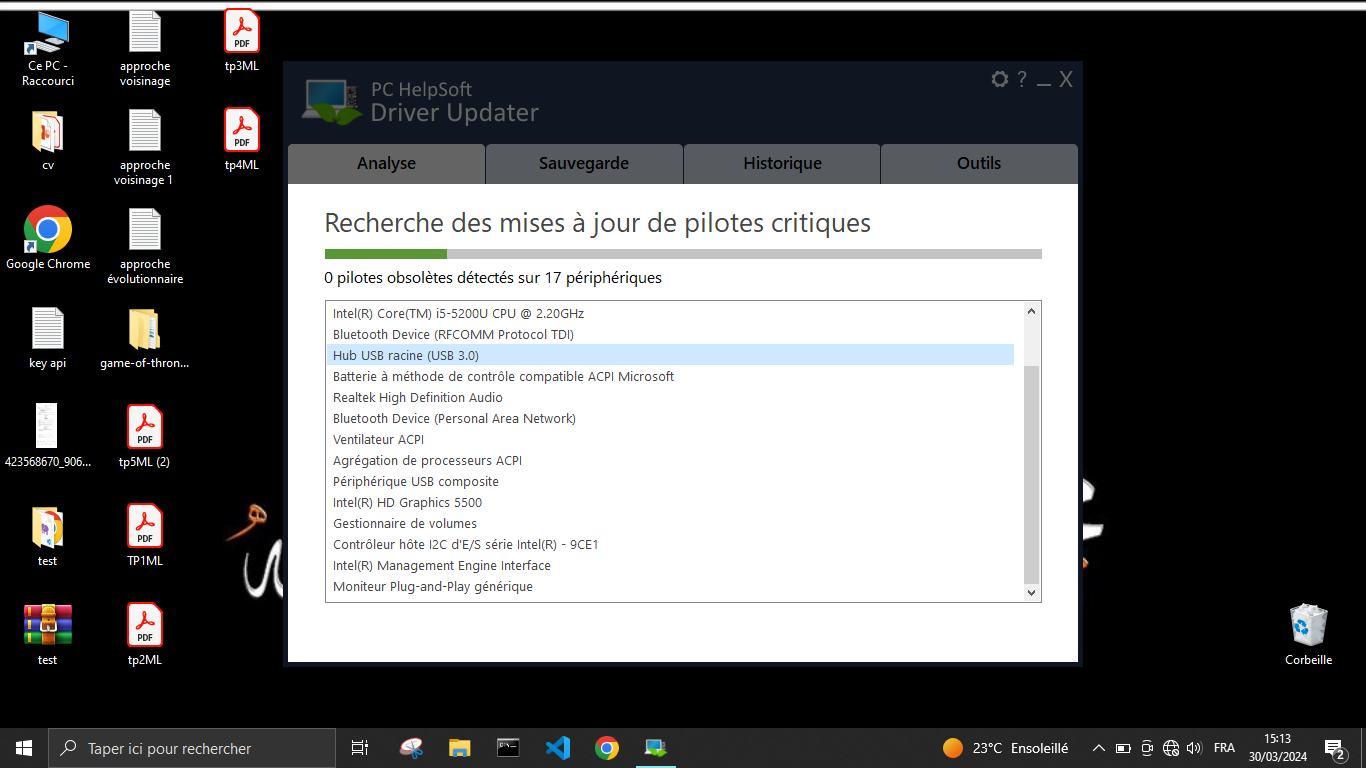 Ce PC -
Raccourci
approche
voisinage
PDF
tp3ML
cv
approche
voisinage 1
PDF
tp4ML
Google Chrome
approche
évolutionnaire
key api
game-of-thron...
423568670_906...
PDF
tp5ML (2)
test
PDF
TP1ML
test
PDF
tp2ML
PC HelpSoft
Driver Updater
? _ X
Analyse
Sauvegarde
Historique
Outils
Recherche des mises à jour de pilotes critiques
0 pilotes obsolètes détectés sur 17 périphériques
Intel(R) Core(TM) i5-5200U CPU @ 2.20GHz
Bluetooth Device (RFCOMM Protocol TDI)
Hub USB racine (USB 3.0)
Batterie à méthode de contrôle compatible ACPI Microsoft
Realtek High Definition Audio
Bluetooth Device (Personal Area Network)
Ventilateur ACPI
Agrégation de processeurs ACPI
Périphérique USB composite
Intel(R) HD Graphics 5500
Gestionnaire de volumes
Contrôleur hôte I2C d'E/S série Intel(R) - 9CE1
Intel(R) Management Engine Interface
Moniteur Plug-and-Play générique
Corbeille
Taper ici pour rechercher
23°C Ensoleillé
FRA
15:13
30/03/2024
2